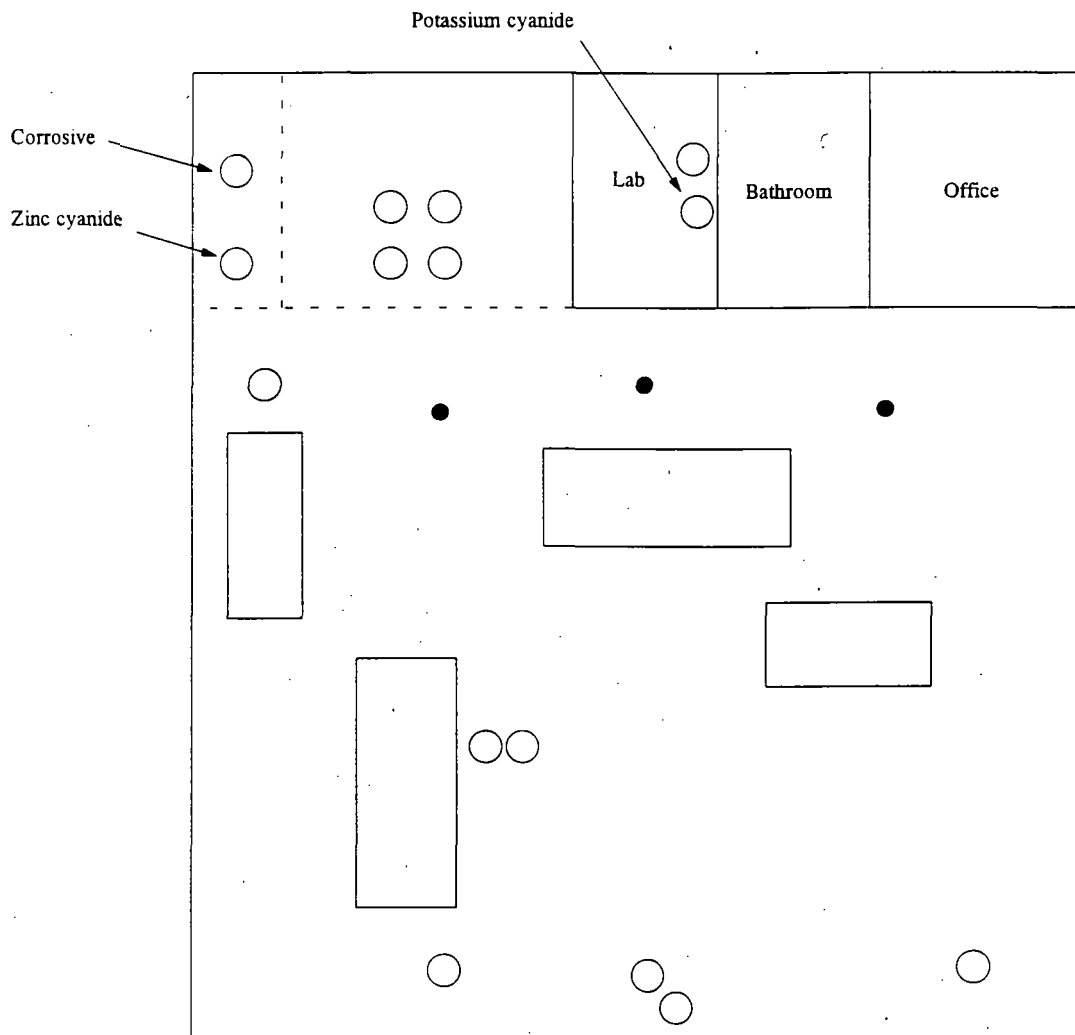 Potassium cyanide
Corrosive
Zinc cyanide
Lab
Bathroom
Office